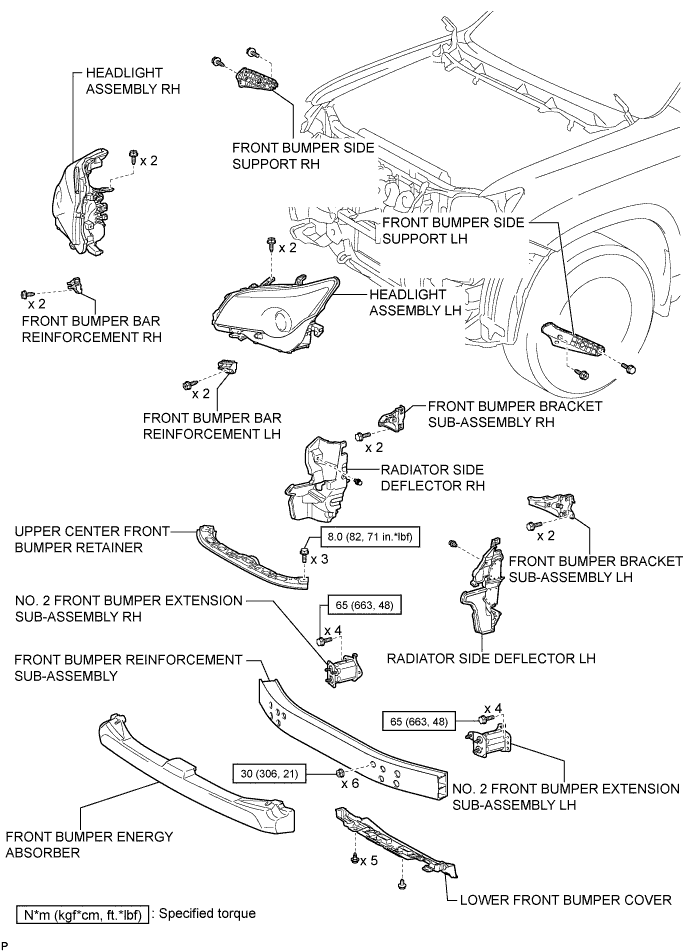 HEADLIGHT
ASSEMBLY RH
x 2
FRONT BUMPER SIDE
SUPPORT RH
FRONT BUMPER SIDE
SUPPORT LH
x 2
HEADLIGHT
ASSEMBLY LH
x 2
FRONT BUMPER BAR
REINFORCEMENT RH
x 2
FRONT BUMPER BAR
REINFORCEMENT LH
FRONT BUMPER BRACKET
SUB-ASSEMBLY RH
x 2
RADIATOR SIDE
DEFLECTOR RH
UPPER CENTER FRONT
BUMPER RETAINER
8.0 (82, 71 in.*lbf)
x 3
x 2
FRONT BUMPER BRACKET
SUB-ASSEMBLY LH
NO. 2 FRONT BUMPER EXTENSION
SUB-ASSEMBLY RH
65 (663, 48)
x 4
RADIATOR SIDE DEFLECTOR LH
FRONT BUMPER REINFORCEMENT
SUB-ASSEMBLY
65 (663, 48)
x 4
30 (306, 21)
x 6
NO. 2 FRONT BUMPER EXTENSION
SUB-ASSEMBLY LH
FRONT BUMPER ENERGY
ABSORBER
x 5
LOWER FRONT BUMPER COVER
N*m (kgf*cm, ft.*lbf) : Specified torque
P